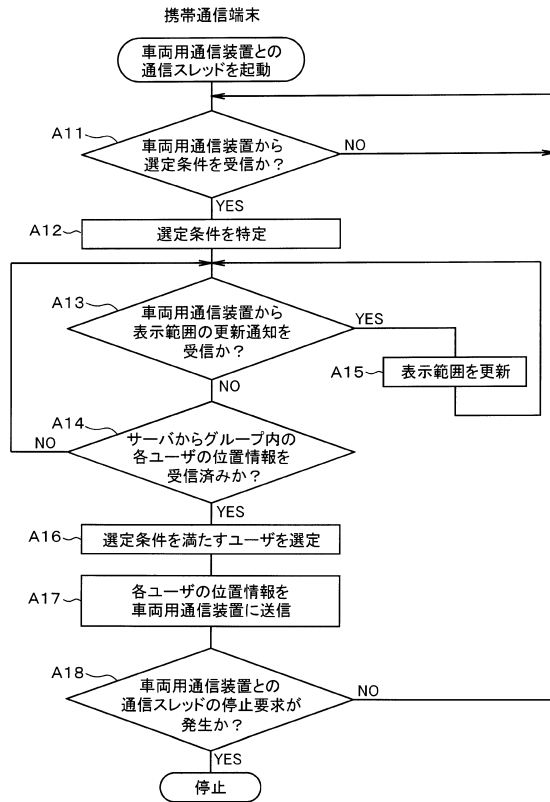 携帯通信端末
車両用通信装置との
通信スレッドを起動
A11
車両用通信装置から
選定条件を受信か?
NO
YES
A12
選定条件を特定
A13
車両用通信装置から
表示範囲の更新通知を
受信か?
YES
A15
表示範囲を更新
NO
A14
サーバからグループ内の
各ユーザの位置情報を
受信済みか?
NO
YES
A16
選定条件を満たすユーザを選定
A17
各ユーザの位置情報を
車両用通信装置に送信
A18
車両用通信装置との
通信スレッドの停止要求が
発生か?
NO
YES
停止